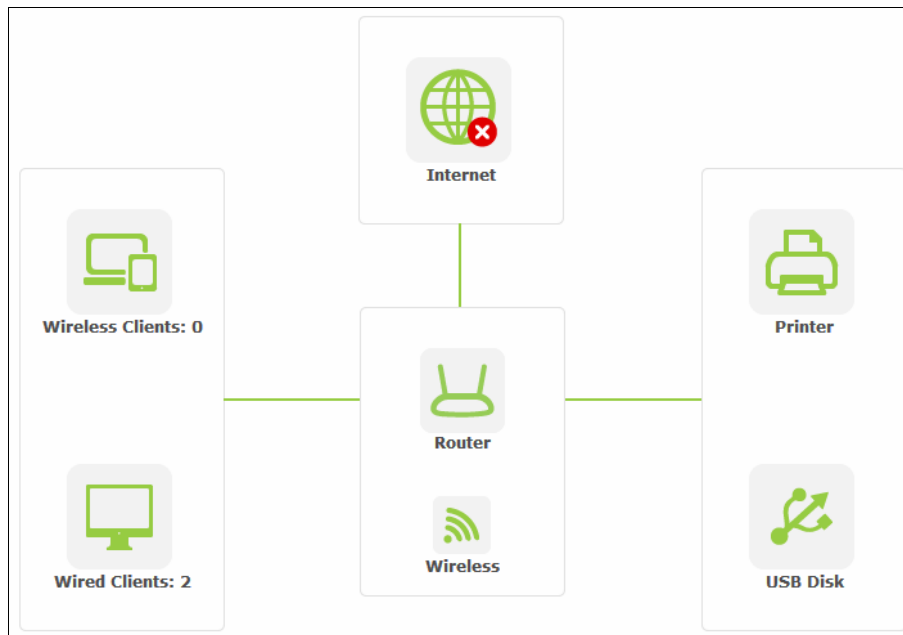 Internet
Wireless Clients: 0
Printer
Router
Wireless
Wired Clients: 2
USB Disk